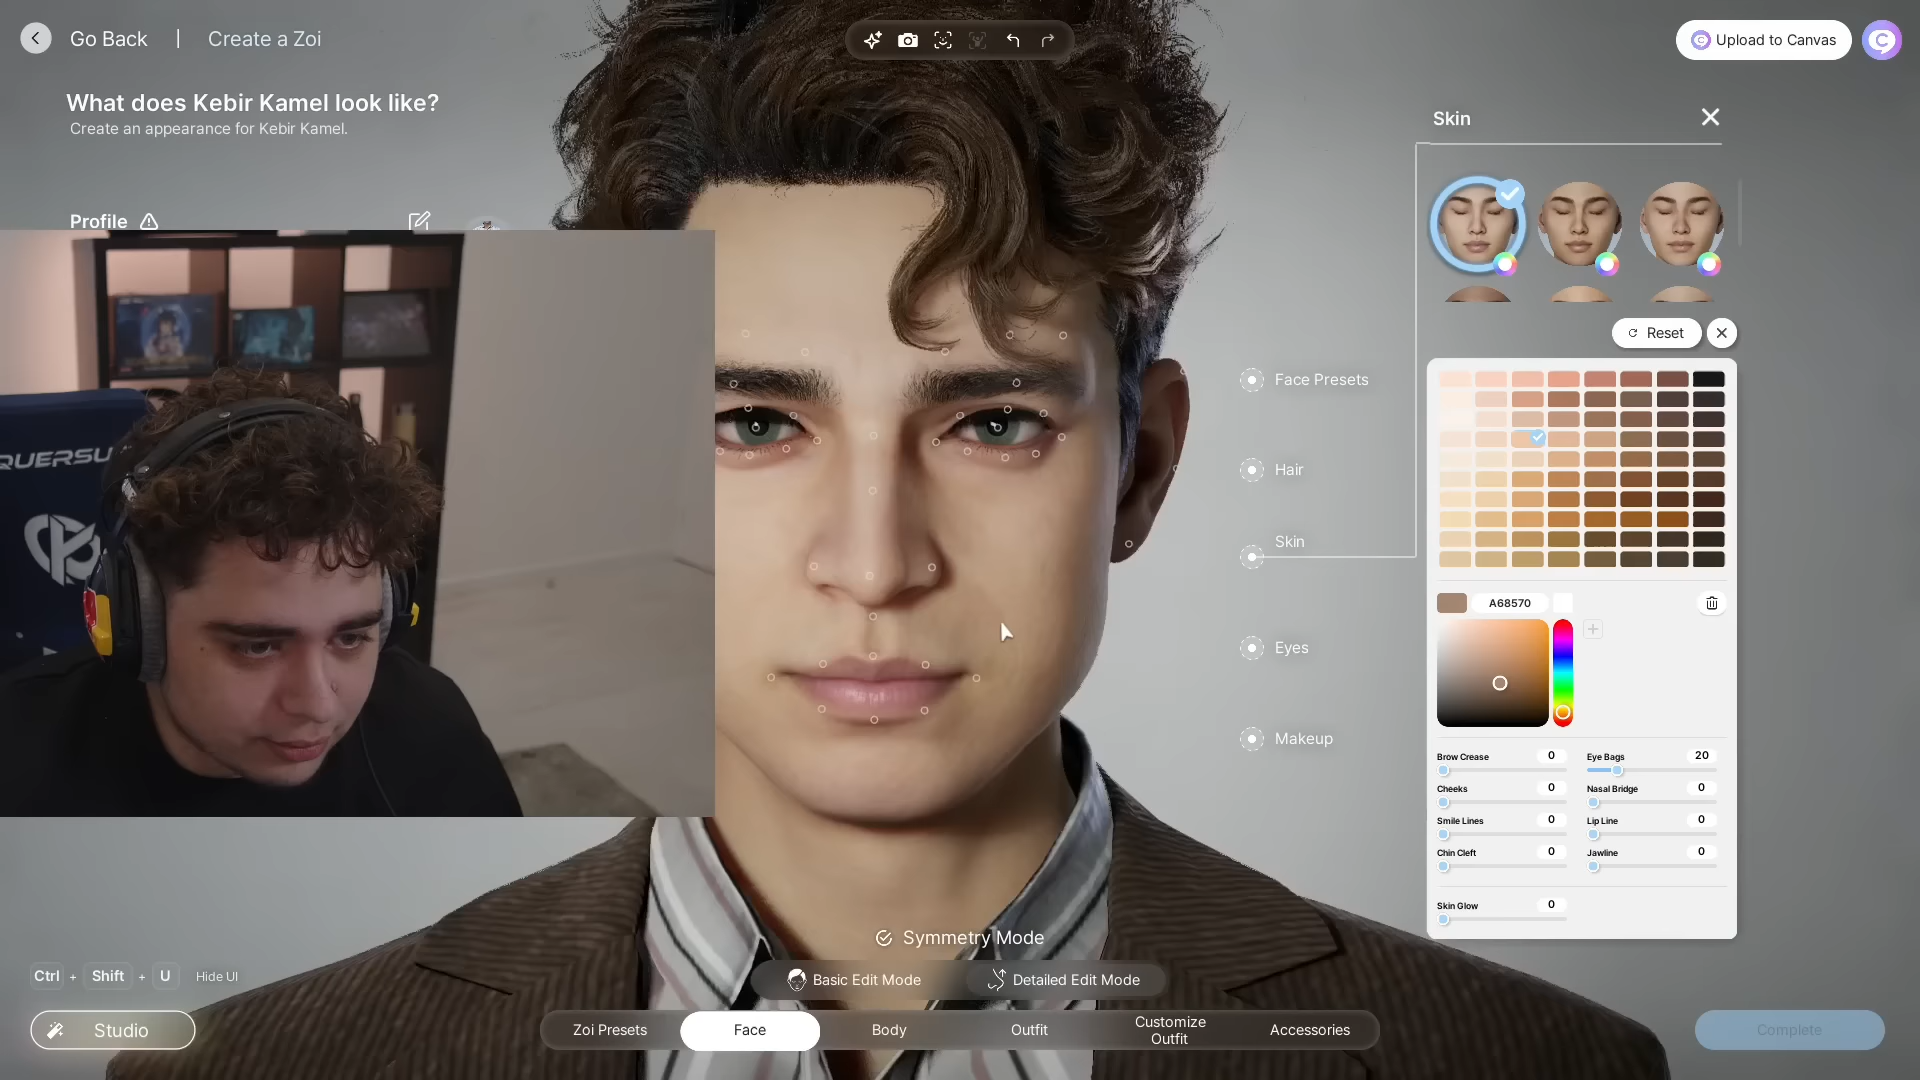 Go Back | Create a Zoi
Upload to Canvas
What does Kebir Kamel look like?
Create an appearance for Kebir Kamel.
Profile
QUERSU
Skin
Reset
Face Presets
Hair
Skin
Eyes
Makeup
A68570
Brow Crease 0
Eye Bags 20
Cheeks 0
Nasal Bridge 0
Smile Lines 0
Lip Line 0
Chin Cleft 0
Jawline 0
Skin Glow 0
Symmetry Mode
Basic Edit Mode
Detailed Edit Mode
Ctrl + Shift + U Hide UI
Studio
Zoi Presets
Face
Body
Outfit
Customize
Outfit
Accessories
Complete